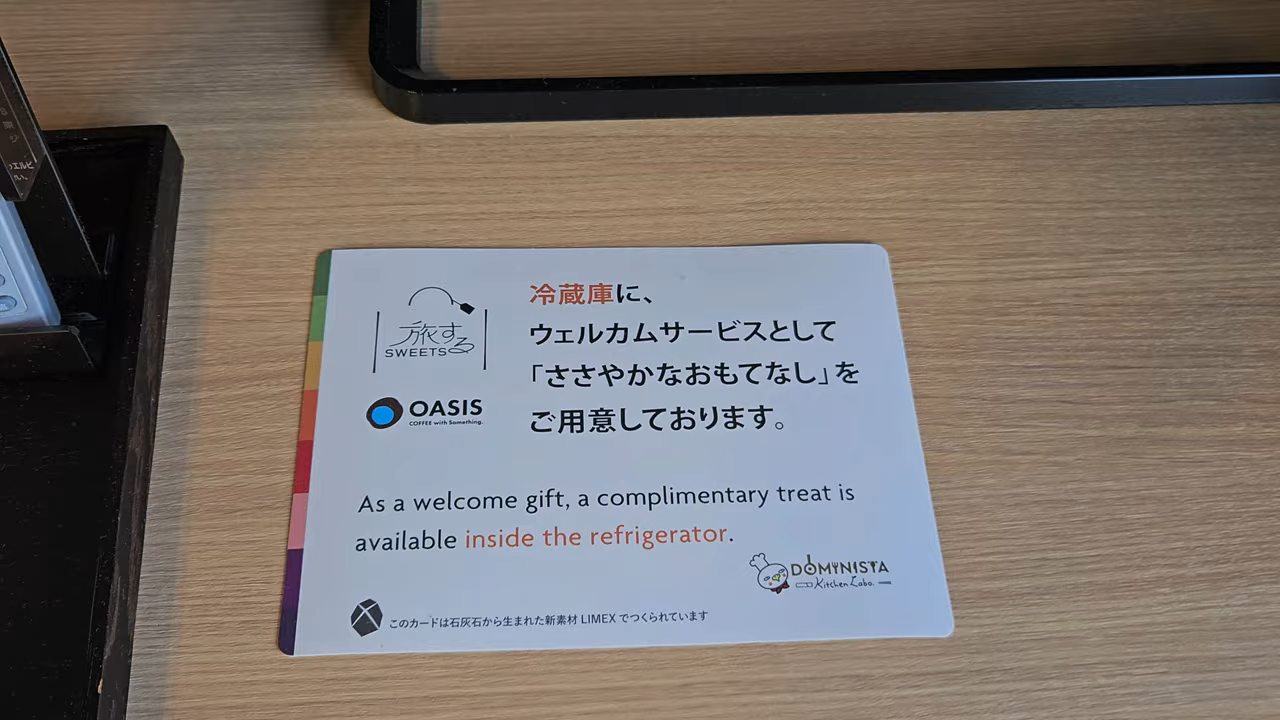 旅する
SWEETS
OASIS
COFFEE with Something.
冷蔵庫に、
ウェルカムサービスとして
「ささやかなおもてなし」を
ご用意しております。
As a welcome gift, a complimentary treat is
available inside the refrigerator.
DOMINISTA
Kitchen Labo.
このカードは石灰石から生まれた新素材 LIMEX でつくられています